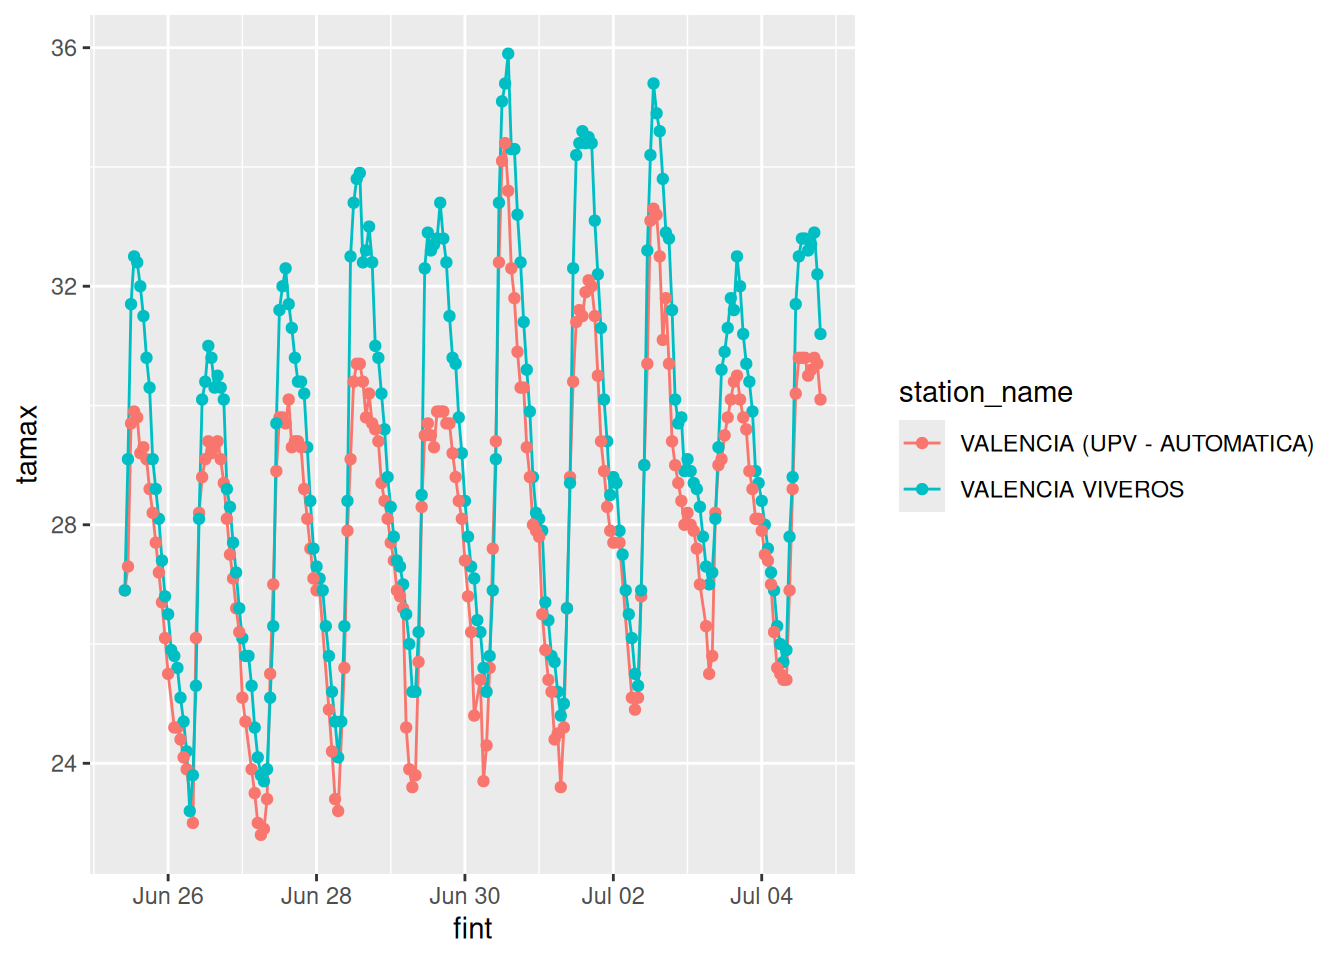 36
32
28
24
tamax
Jun 26 Jun 28 Jun 30 Jul 02 Jul 04
fint
station_name
VALENCIA (UPV - AUTOMATICA)
VALENCIA VIVEROS